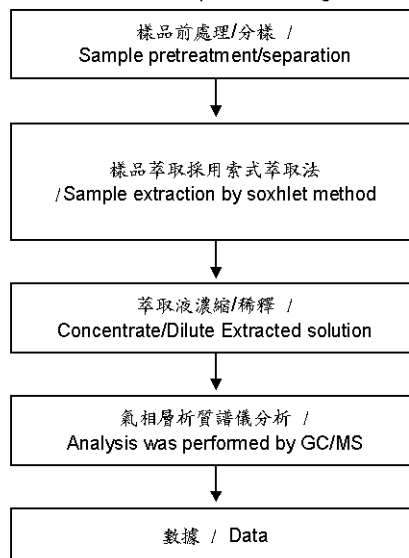 樣品前處理/分樣 /
Sample pretreatment/separation
樣品萃取採用索式萃取法
/Sample extraction by soxhlet method
萃取液濃縮/稀釋 /
Concentrate/Dilute Extracted solution
氣相層析質譜儀分析 /
Analysis was performed by GC/MS
數據 / Data